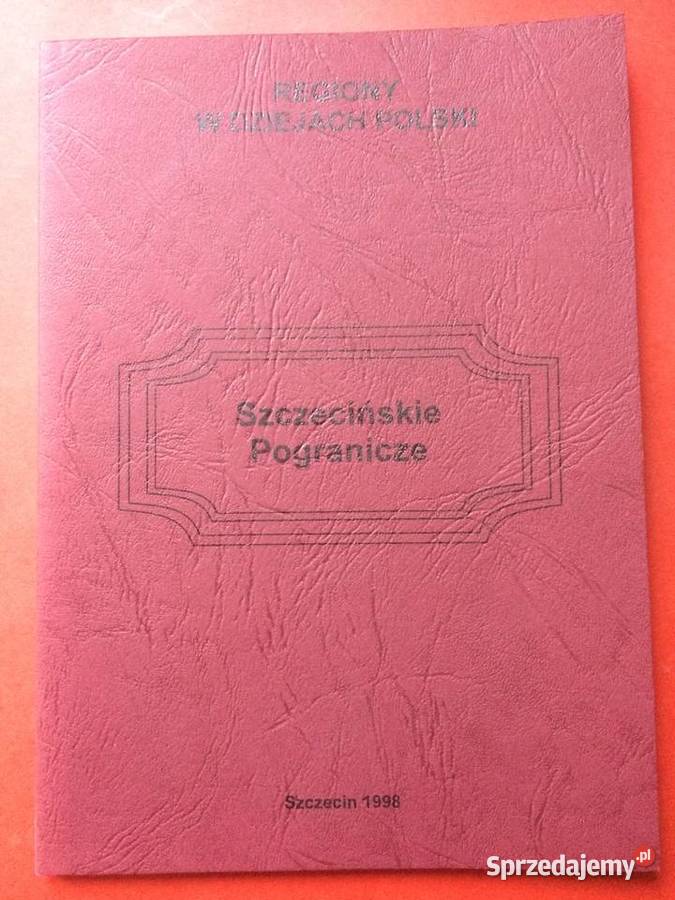 REGIONY
W DZIEJACH POLSKI
Szczecińskie
Pogranicze
Szczecin 1998
Sprzedajemy.pl